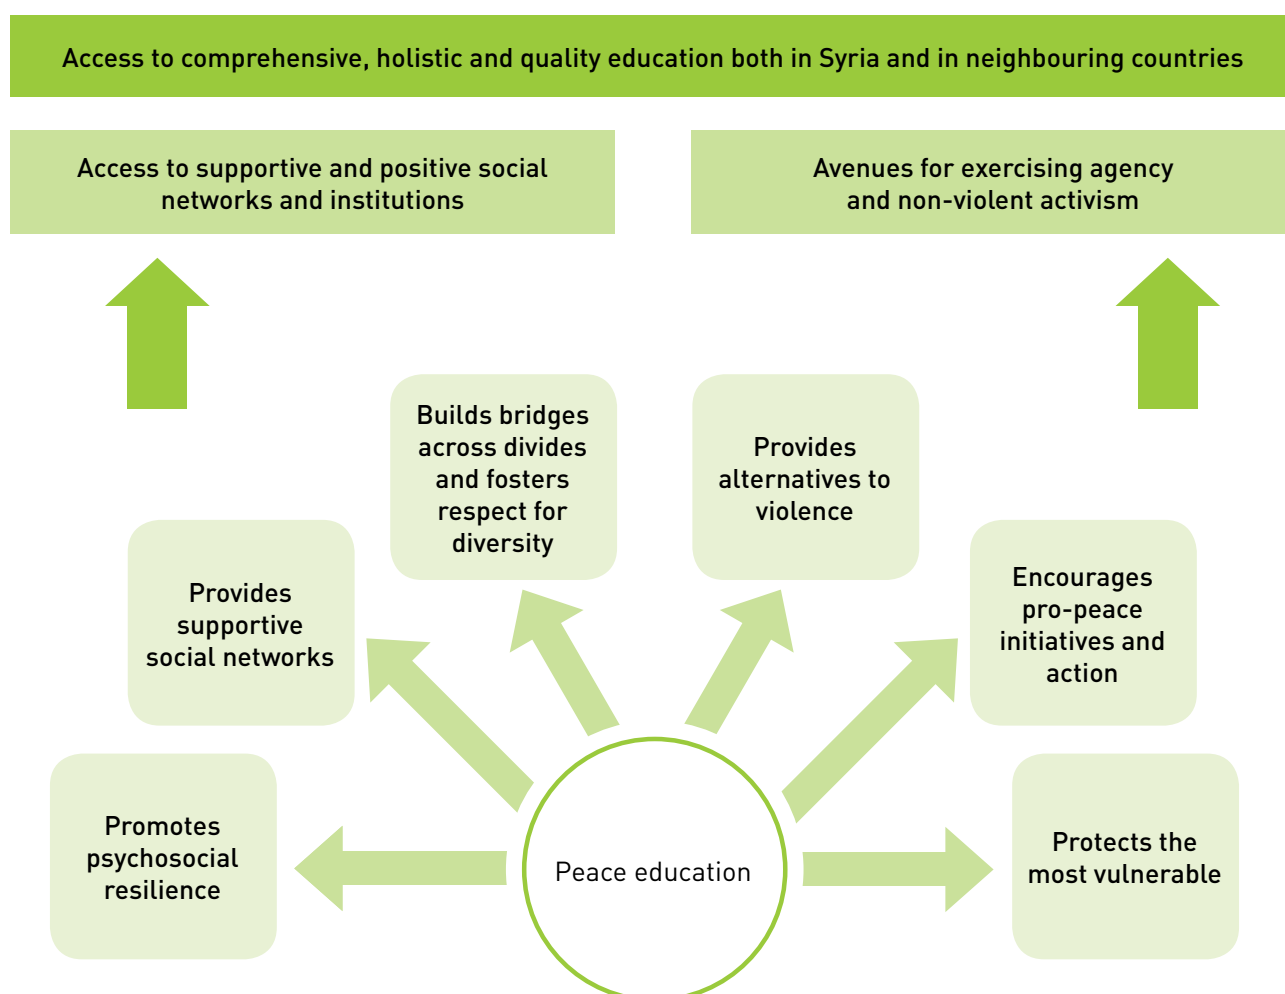 Access to comprehensive, holistic and quality education both in Syria and in neighbouring countries
Access to supportive and positive social
networks and institutions
Avenues for exercising agency
and non-violent activism
Builds bridges
across divides
and fosters
respect for
diversity
Provides
alternatives to
violence
Provides
supportive
social networks
Encourages
pro-peace
initiatives and
action
Promotes
psychosocial
resilience
Peace education
Protects the
most vulnerable